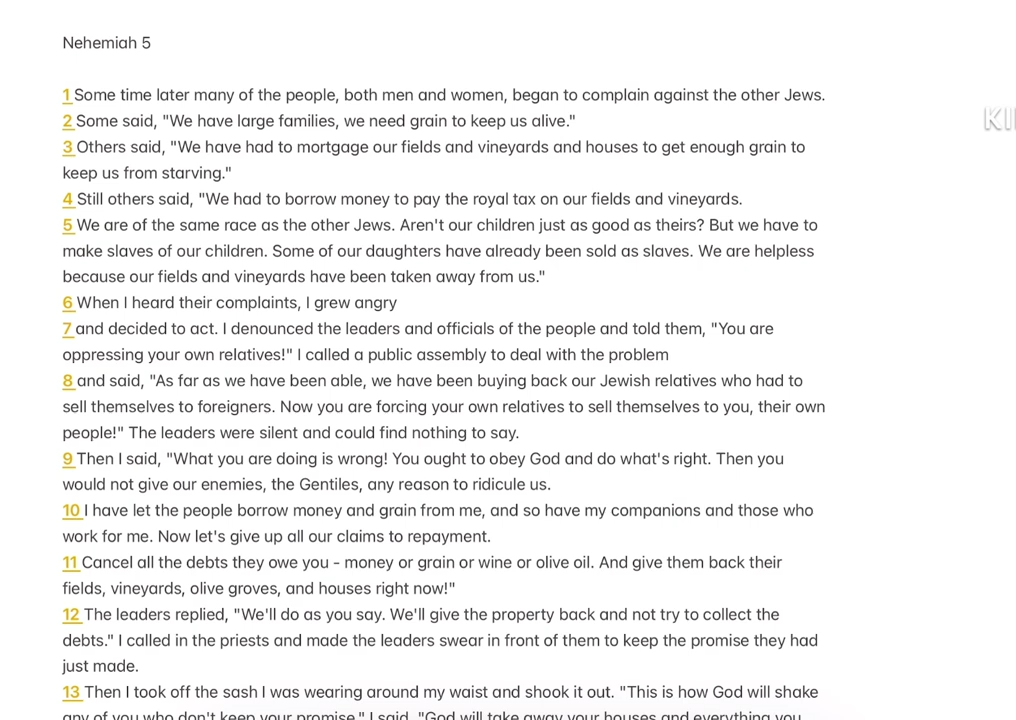 Nehemiah 5
1 Some time later many of the people, both men and women, began to complain against the other Jews.
2 Some said, "We have large families, we need grain to keep us alive."
3 Others said, "We have had to mortgage our fields and vineyards and houses to get enough grain to
keep us from starving."
4 Still others said, "We had to borrow money to pay the royal tax on our fields and vineyards.
5 We are of the same race as the other Jews. Aren't our children just as good as theirs? But we have to
make slaves of our children. Some of our daughters have already been sold as slaves. We are helpless
because our fields and vineyards have been taken away from us."
6 When I heard their complaints, I grew angry
7 and decided to act. I denounced the leaders and officials of the people and told them, "You are
oppressing your own relatives!" I called a public assembly to deal with the problem
8 and said, "As far as we have been able, we have been buying back our Jewish relatives who had to
sell themselves to foreigners. Now you are forcing your own relatives to sell themselves to you, their own
people!" The leaders were silent and could find nothing to say.
9 Then I said, "What you are doing is wrong! You ought to obey God and do what's right. Then you
would not give our enemies, the Gentiles, any reason to ridicule us.
10 I have let the people borrow money and grain from me, and so have my companions and those who
work for me. Now let's give up all our claims to repayment.
11 Cancel all the debts they owe you - money or grain or wine or olive oil. And give them back their
fields, vineyards, olive groves, and houses right now!"
12 The leaders replied, "We'll do as you say. We'll give the property back and not try to collect the
debts." I called in the priests and made the leaders swear in front of them to keep the promise they had
just made.
13 Then I took off the sash I was wearing around my waist and shook it out. "This is how God will shake
any of you who don't keep your promise," I said. "God will take away your houses and everything you